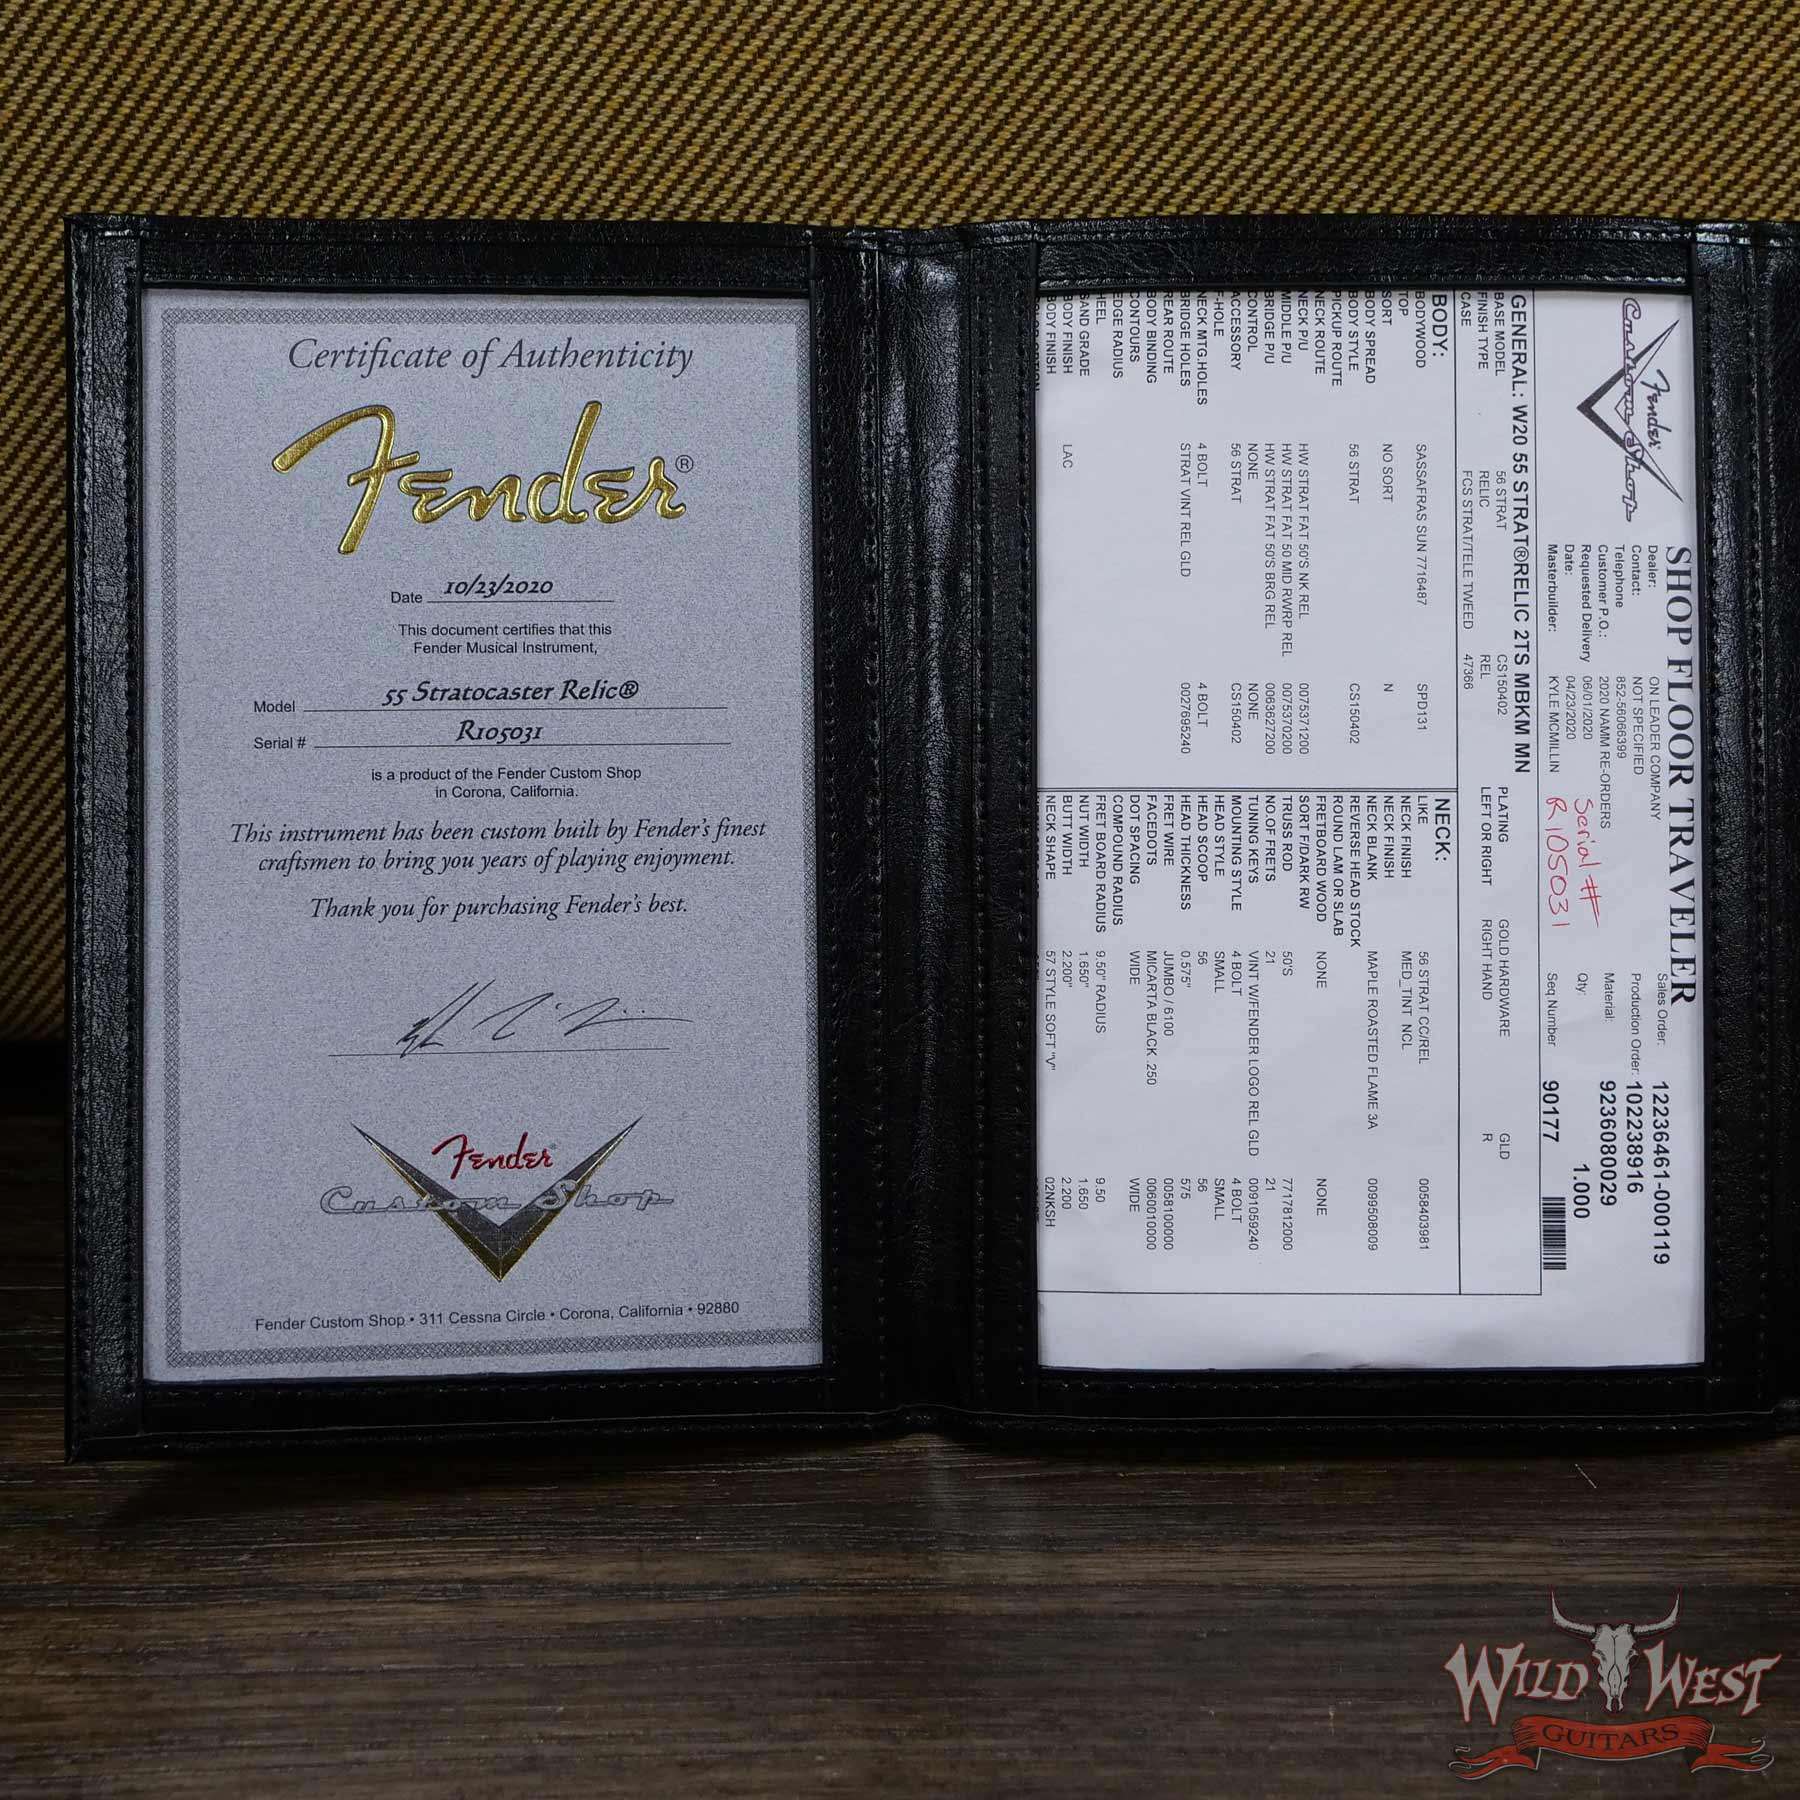 Certificate of Authenticity
Fender®
Date 10/23/2020
This document certifies that this
Fender Musical Instrument,
Model 55 Stratocaster Relic®
Serial # R105031
is a product of the Fender Custom Shop
in Corona, California.
This instrument has been custom built by Fender's finest
craftsmen to bring you years of playing enjoyment.
Thank you for purchasing Fender's best.
Fender
Custom Shop
Fender Custom Shop • 311 Cessna Circle • Corona, California • 92880
Fender
Custom Shop
SHOP FLOOR TRAVELER
Dealer: ON LEADER COMPANY
Contact: NOT SPECIFIED
Telephone 852-56066399
Customer P.O.: 2020 NAMM RE-ORDERS
Requested Delivery 06/01/2020
Date: 04/23/2020
Masterbuilder: KYLE MCMILLIN
Serial #
R105031
Sales Order: 12236461-000119
Production Order: 102238916
Material: 9236080029
Qty: 1.000
Seq Number 90177
GENERAL: W20 55 STRAT®RELIC 2TS MBKM MN
BASE MODEL 56 STRAT CS150402 PLATING GOLD HARDWARE GLD
FINISH TYPE RELIC REL LEFT OR RIGHT RIGHT HAND R
CASE FCS STRAT/TELE TWEED 47366
BODY:
BODYWOOD SASSAFRAS SUN 7716487 SPD131
TOP
SORT NO SORT N
BODY SPREAD
BODY STYLE 56 STRAT CS150402
PICKUP ROUTE
NECK ROUTE
NECK P/U HW STRAT FAT 50'S NK REL 0075371200
MIDDLE P/U HW STRAT FAT 50 MID RWRP REL 0075370200
BRIDGE P/U HW STRAT FAT 50'S BRG REL 0063627200
CONTROL NONE NONE
ACCESSORY 56 STRAT CS150402
F-HOLE
NECK MTG.HOLES 4 BOLT 4 BOLT
BRIDGE HOLES STRAT VINT REL GLD 0027695240
REAR ROUTE
BODY BINDING
CONTOURS
EDGE RADIUS
HEEL
SAND GRADE
BODY FINISH LAC
BODY FINISH
NECK:
LIKE 56 STRAT CC/REL 0058403981
NECK FINISH MED_TINT NCL
NECK FINISH
NECK BLANK MAPLE ROASTED FLAME 3A 0099508009
REVERSE HEAD STOCK
ROUND LAM OR SLAB
FRETBOARD WOOD NONE NONE
SORT F/DARK RW
TRUSS ROD 50'S 7717812000
NO.OF FRETS 21 21
TUNING KEYS VINT W/FENDER LOGO REL GLD 0091059240
MOUNTING STYLE 4 BOLT 4 BOLT
HEAD STYLE SMALL SMALL
HEAD SCOOP 56 56
HEAD THICKNESS 0.575" 575
FRET WIRE JUMBO / 6100 0058100000
FACEDOTS MICARTA BLACK .250 0060010000
DOT SPACING WIDE WIDE
COMPOUND RADIUS
FRET BOARD RADIUS 9.50" RADIUS 9.50
NUT WIDTH 1.650" 1.650
BUTT WIDTH 2.200" 2.200
NECK SHAPE 57 STYLE SOFT "V" 02NKSH
WILD WEST
GUITARS